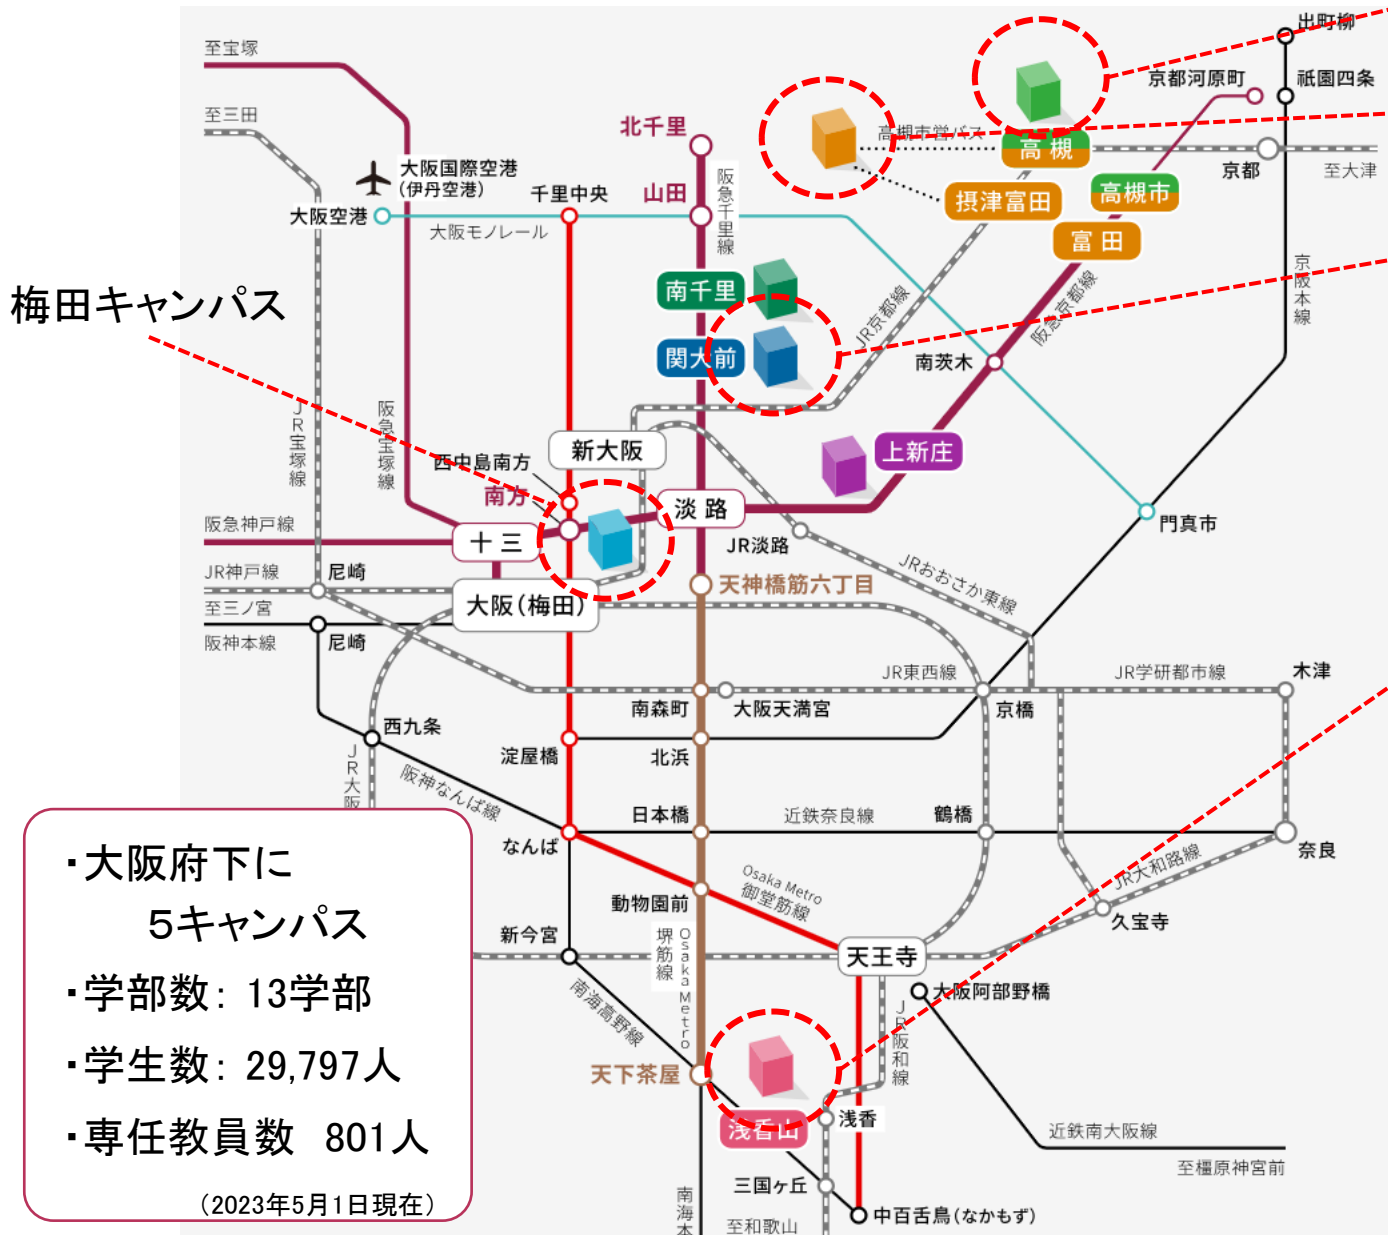 出町柳
至宝塚
京都河原町
祇園四条
至三田
北千里
高槻市営バス
高槻
京都
至大津
大阪国際空港
(伊丹空港)
千里中央
山田
阪急千里線
摂津富田
高槻市
大阪空港
大阪モノレール
富田
京阪本線
南千里
梅田キャンパス
JR京都線
阪急京都線
関大前
南茨木
JR宝塚線
阪急宝塚線
新大阪
上新庄
西中島南方
南方
淡路
阪急神戸線
十三
JR淡路
門真市
JR神戸線
尼崎
天神橋筋六丁目
JRおおさか東線
至三ノ宮
大阪(梅田)
阪神本線
尼崎
JR東西線
JR学研都市線
木津
南森町
大阪天満宮
京橋
西九条
淀屋橋
北浜
JR大阪
阪神なんば線
日本橋
近鉄奈良線
鶴橋
なんば
奈良
JR大和路線
Osaka Metro
御堂筋線
動物園前
久宝寺
新今宮
堺筋線
Osaka Metro
天王寺
南海高野線
大阪阿部野橋
JR阪和線
天下茶屋
浅香山
浅香
近鉄南大阪線
至橿原神宮前
三国ヶ丘
南海本
至和歌山
中百舌鳥(なかもず)
・大阪府下に
5キャンパス
・学部数: 13学部
・学生数: 29,797人
・専任教員数 801人
(2023年5月1日現在)